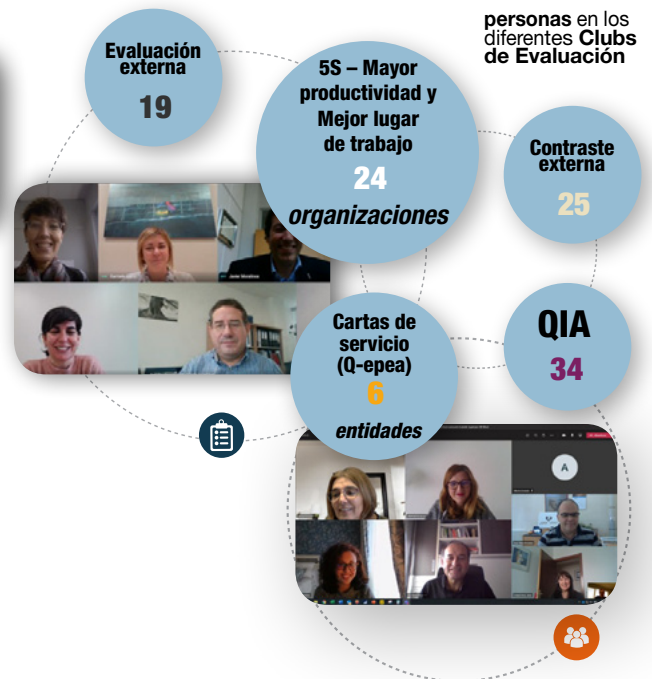 personas en los
diferentes Clubs
de Evaluación
Evaluación
externa
19
5S – Mayor
productividad y
Mejor lugar
de trabajo
24
organizaciones
Contraste
externa
25
Cartas de
servicio
(Q-epea)
6
entidades
QIA
34
A